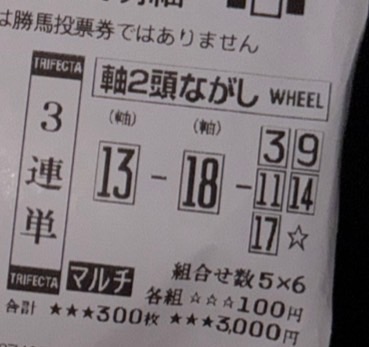 は勝馬投票券ではありません
TRIFECTA
3連単
TRIFECTA
軸2頭ながし WHEEL
(軸) (軸)
13 - 18 - 3 9
11 14
17 ☆
マルチ
組合せ数5×6
各組 ☆☆☆100円
合計 ★★★300枚 ★★★3,000円